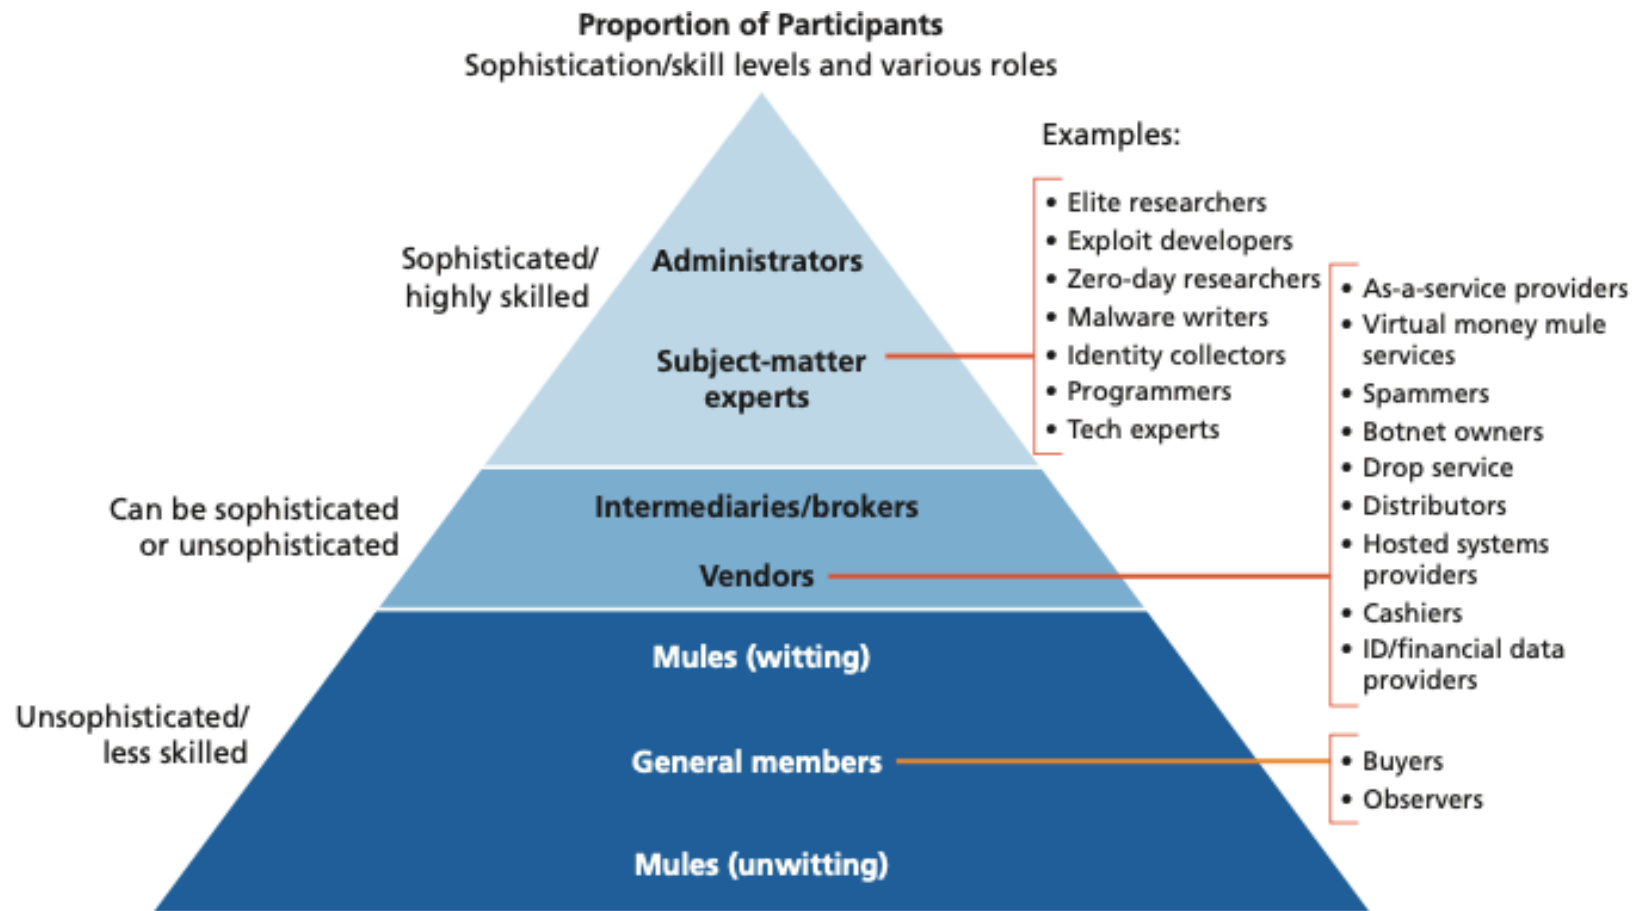 Proportion of Participants
Sophistication/skill levels and various roles
Examples:
Sophisticated/
highly skilled
Administrators
Subject-matter
experts
• Elite researchers
• Exploit developers
• Zero-day researchers
• Malware writers
• Identity collectors
• Programmers
• Tech experts
Can be sophisticated
or unsophisticated
Intermediaries/brokers
Vendors
• As-a-service providers
• Virtual money mule
services
• Spammers
• Botnet owners
• Drop service
• Distributors
• Hosted systems
providers
• Cashiers
• ID/financial data
providers
Unsophisticated/
less skilled
Mules (witting)
General members
• Buyers
• Observers
Mules (unwitting)